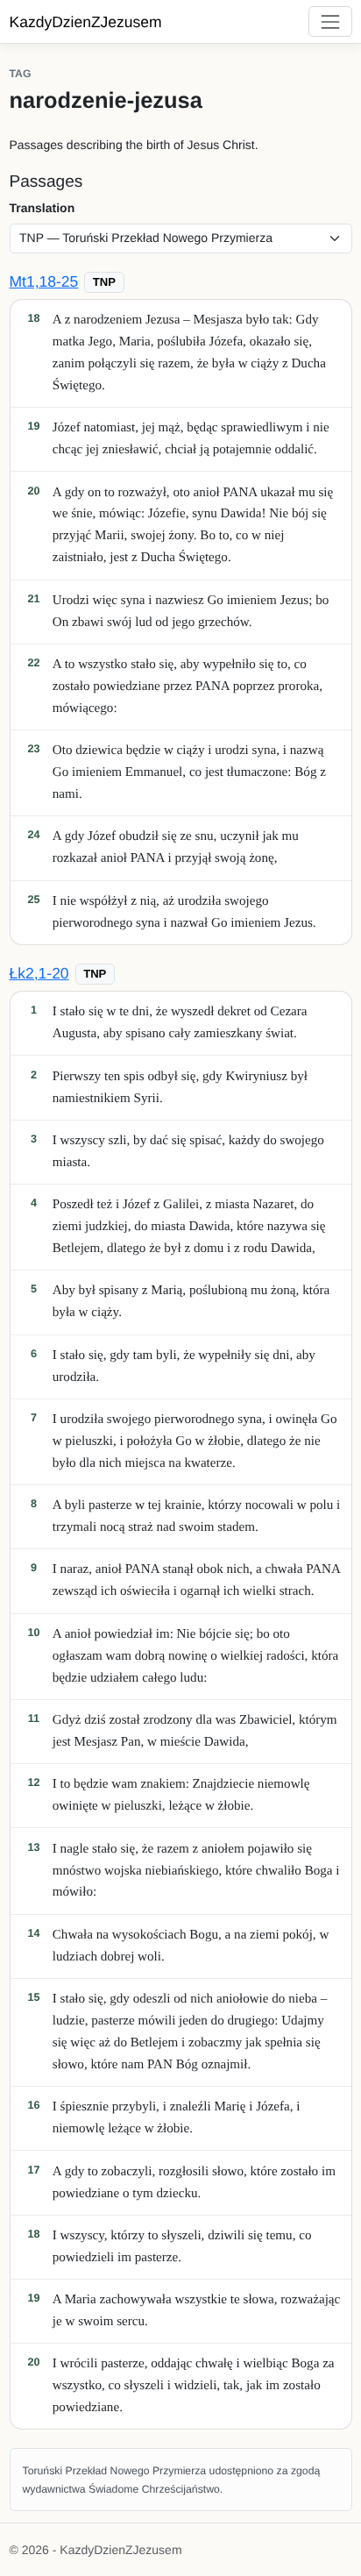 KazdyDzienZJezusem
TAG
narodzenie-jezusa
Passages describing the birth of Jesus Christ.
Passages
Translation
TNP — Toruński Przekład Nowego Przymierza
Mt1,18-25 TNP
18 A z narodzeniem Jezusa – Mesjasza było tak: Gdy
matka Jego, Maria, poślubiła Józefa, okazało się,
zanim połączyli się razem, że była w ciąży z Ducha
Świętego.
19 Józef natomiast, jej mąż, będąc sprawiedliwym i nie
chcąc jej zniesławić, chciał ją potajemnie oddalić.
20 A gdy on to rozważył, oto anioł PANA ukazał mu się
we śnie, mówiąc: Józefie, synu Dawida! Nie bój się
przyjąć Marii, swojej żony. Bo to, co w niej
zaistniało, jest z Ducha Świętego.
21 Urodzi więc syna i nazwiesz Go imieniem Jezus; bo
On zbawi swój lud od jego grzechów.
22 A to wszystko stało się, aby wypełniło się to, co
zostało powiedziane przez PANA poprzez proroka,
mówiącego:
23 Oto dziewica będzie w ciąży i urodzi syna, i nazwą
Go imieniem Emmanuel, co jest tłumaczone: Bóg z
nami.
24 A gdy Józef obudził się ze snu, uczynił jak mu
rozkazał anioł PANA i przyjął swoją żonę,
25 I nie współżył z nią, aż urodziła swojego
pierworodnego syna i nazwał Go imieniem Jezus.
Łk2,1-20 TNP
1 I stało się w te dni, że wyszedł dekret od Cezara
Augusta, aby spisano cały zamieszkany świat.
2 Pierwszy ten spis odbył się, gdy Kwiryniusz był
namiestnikiem Syrii.
3 I wszyscy szli, by dać się spisać, każdy do swojego
miasta.
4 Poszedł też i Józef z Galilei, z miasta Nazaret, do
ziemi judzkiej, do miasta Dawida, które nazywa się
Betlejem, dlatego że był z domu i z rodu Dawida,
5 Aby był spisany z Marią, poślubioną mu żoną, która
była w ciąży.
6 I stało się, gdy tam byli, że wypełniły się dni, aby
urodziła.
7 I urodziła swojego pierworodnego syna, i owinęła Go
w pieluszki, i położyła Go w żłobie, dlatego że nie
było dla nich miejsca na kwaterze.
8 A byli pasterze w tej krainie, którzy nocowali w polu i
trzymali nocą straż nad swoim stadem.
9 I naraz, anioł PANA stanął obok nich, a chwała PANA
zewsząd ich oświeciła i ogarnął ich wielki strach.
10 A anioł powiedział im: Nie bójcie się; bo oto
ogłaszam wam dobrą nowinę o wielkiej radości, która
będzie udziałem całego ludu:
11 Gdyż dziś został zrodzony dla was Zbawiciel, którym
jest Mesjasz Pan, w mieście Dawida,
12 I to będzie wam znakiem: Znajdziecie niemowlę
owinięte w pieluszki, leżące w żłobie.
13 I nagle stało się, że razem z aniołem pojawiło się
mnóstwo wojska niebiańskiego, które chwaliło Boga i
mówiło:
14 Chwała na wysokościach Bogu, a na ziemi pokój, w
ludziach dobrej woli.
15 I stało się, gdy odeszli od nich aniołowie do nieba –
ludzie, pasterze mówili jeden do drugiego: Udajmy
się więc aż do Betlejem i zobaczmy jak spełnia się
słowo, które nam PAN Bóg oznajmił.
16 I śpiesznie przybyli, i znaleźli Marię i Józefa, i
niemowlę leżące w żłobie.
17 A gdy to zobaczyli, rozgłosili słowo, które zostało im
powiedziane o tym dziecku.
18 I wszyscy, którzy to słyszeli, dziwili się temu, co
powiedzieli im pasterze.
19 A Maria zachowywała wszystkie te słowa, rozważając
je w swoim sercu.
20 I wrócili pasterze, oddając chwałę i wielbiąc Boga za
wszystko, co słyszeli i widzieli, tak, jak im zostało
powiedziane.
Toruński Przekład Nowego Przymierza udostępniono za zgodą
wydawnictwa Świadome Chrześcijaństwo.
© 2026 - KazdyDzienZJezusem